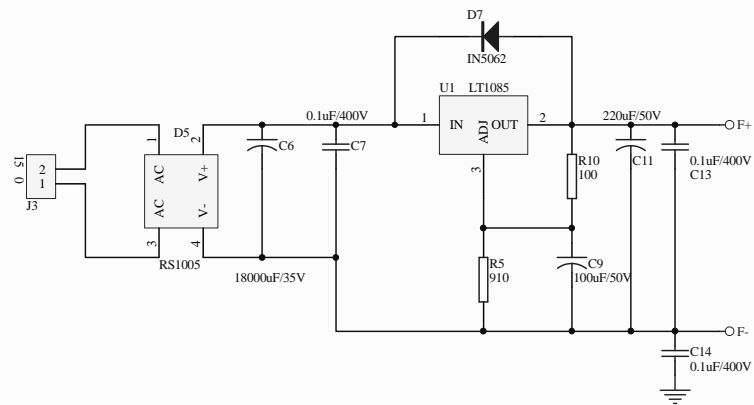 D7
IN5062
U1 LT1085
0.1uF/400V
1 IN OUT 2
ADJ
3
220uF/50V
F+
1 D5 2
C6
C7
R10
100
C11
0.1uF/400V
C13
15 0
2
1
J3
AC V+
AC V-
3 4
RS1005
18000uF/35V
R5
910
C9
100uF/50V
F-
C14
0.1uF/400V